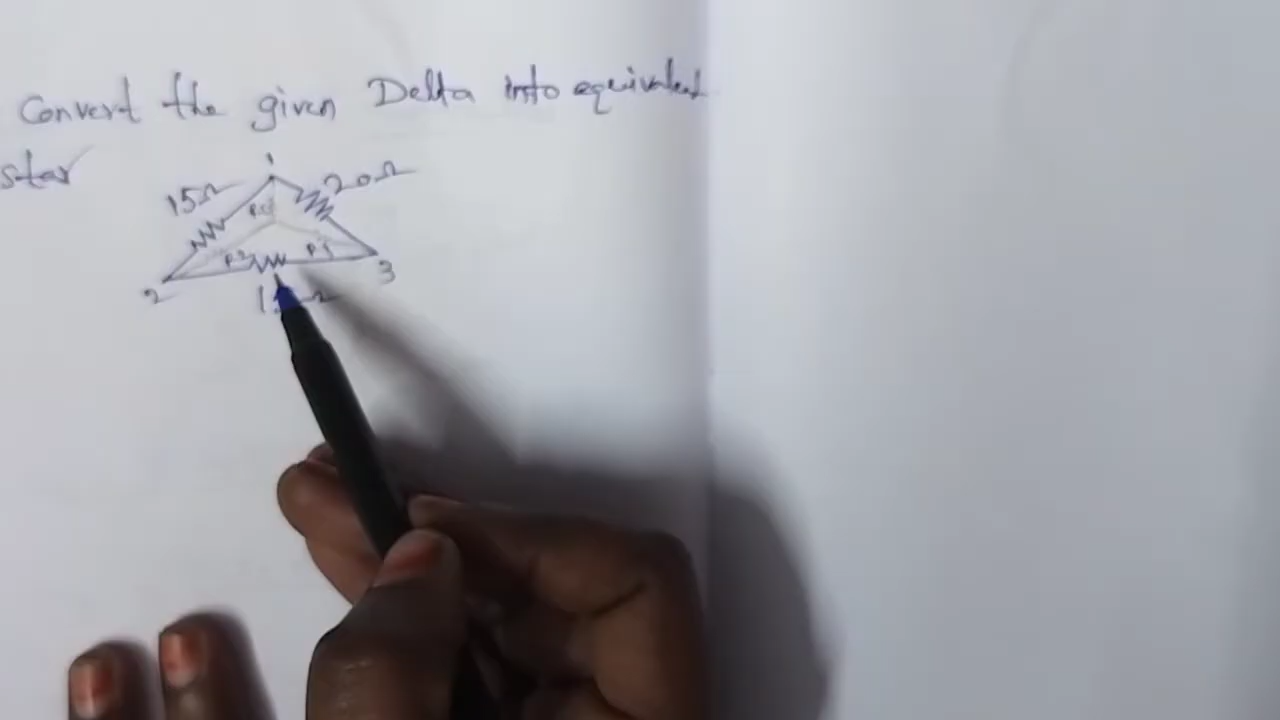 Convert the given Delta into equivalent
star
1
15Ω
20Ω
2
3